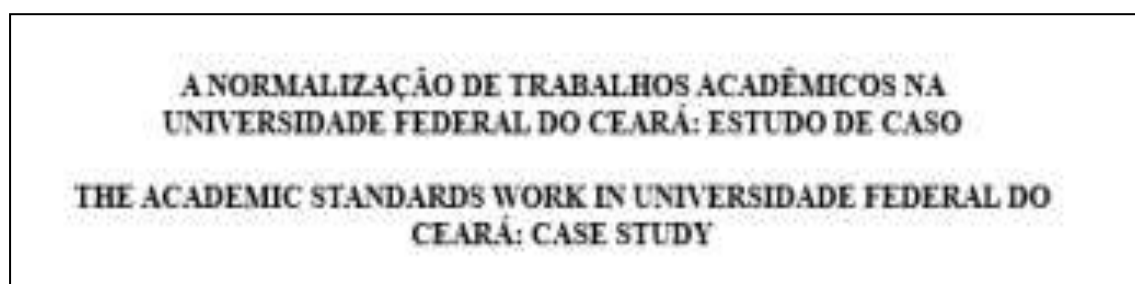 A NORMALIZAÇÃO DE TRABALHOS ACADÊMICOS NA
UNIVERSIDADE FEDERAL DO CEARÁ: ESTUDO DE CASO
THE ACADEMIC STANDARDS WORK IN UNIVERSIDADE FEDERAL DO
CEARÁ: CASE STUDY